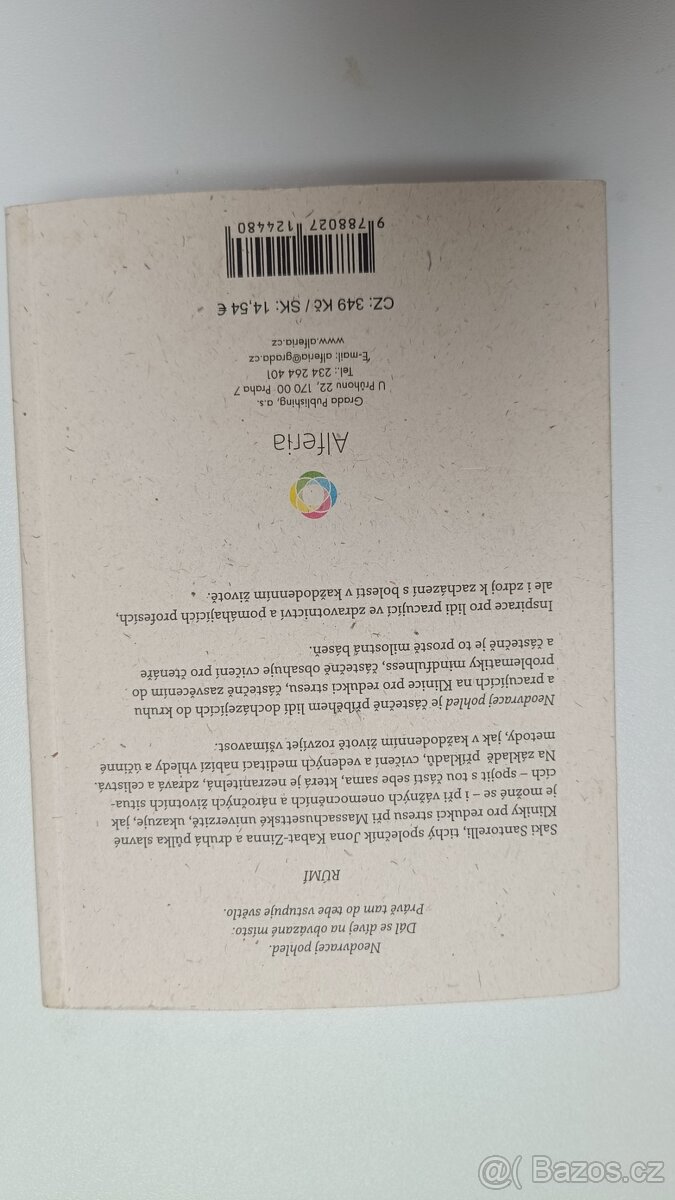 Neodvracej pohled.
Dál se dívej na obvázané místo:
Právě tam do tebe vstupuje světlo.
RÚMÍ
Saki Santorelli, tichý společník Jona Kabat-Zinna a druhá půlka slavné
Kliniky pro redukci stresu při Massachusettské univerzitě, ukazuje, jak
je možné se – i při vážných onemocněních a náročných životních situa-
cích – spojit s tou částí sebe sama, která je nezranitelná, zdravá a celistvá.
Na základě příkladů, cvičení a vedených meditací nabízí vhledy a účinné
metody, jak v každodenním životě rozvíjet všímavost.
Neodvracej pohled je částečně příběhem lidí docházejících do kruhu
a pracujících na Klinice pro redukci stresu, částečně zasvěcením do
problematiky mindfulness, částečně obsahuje cvičení pro čtenáře
a částečně je to prostě milostná báseň.
Inspirace pro lidi pracující ve zdravotnictví a pomáhajících profesích,
ale i zdroj k zacházení s bolestí v každodenním životě.
Alferia
Grada Publishing, a.s.
U Průhonu 22, 170 00 Praha 7
Tel.: 234 264 401
E-mail: alferia@grada.cz
www.alferia.cz
CZ: 349 Kč / SK: 14,54 €
9 788027 124480
@( Bazos.cz